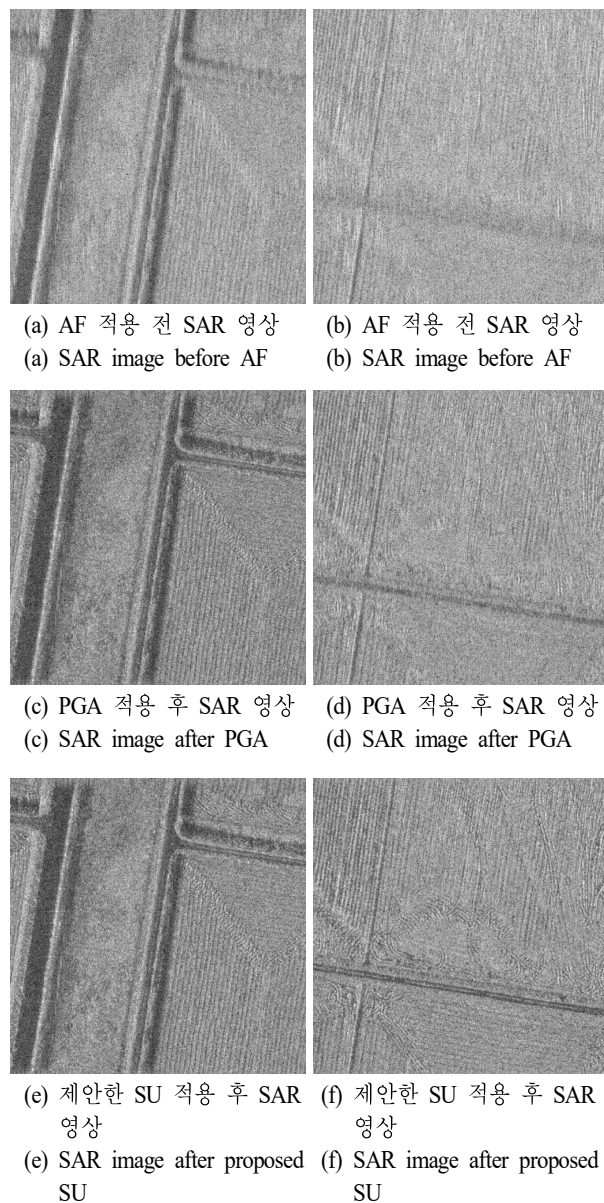 (a) AF 적용 전 SAR 영상
(a) SAR image before AF
(b) AF 적용 전 SAR 영상
(b) SAR image before AF
(c) PGA 적용 후 SAR 영상
(c) SAR image after PGA
(d) PGA 적용 후 SAR 영상
(d) SAR image after PGA
(e) 제안한 SU 적용 후 SAR
영상
(e) SAR image after proposed
SU
(f) 제안한 SU 적용 후 SAR
영상
(f) SAR image after proposed
SU